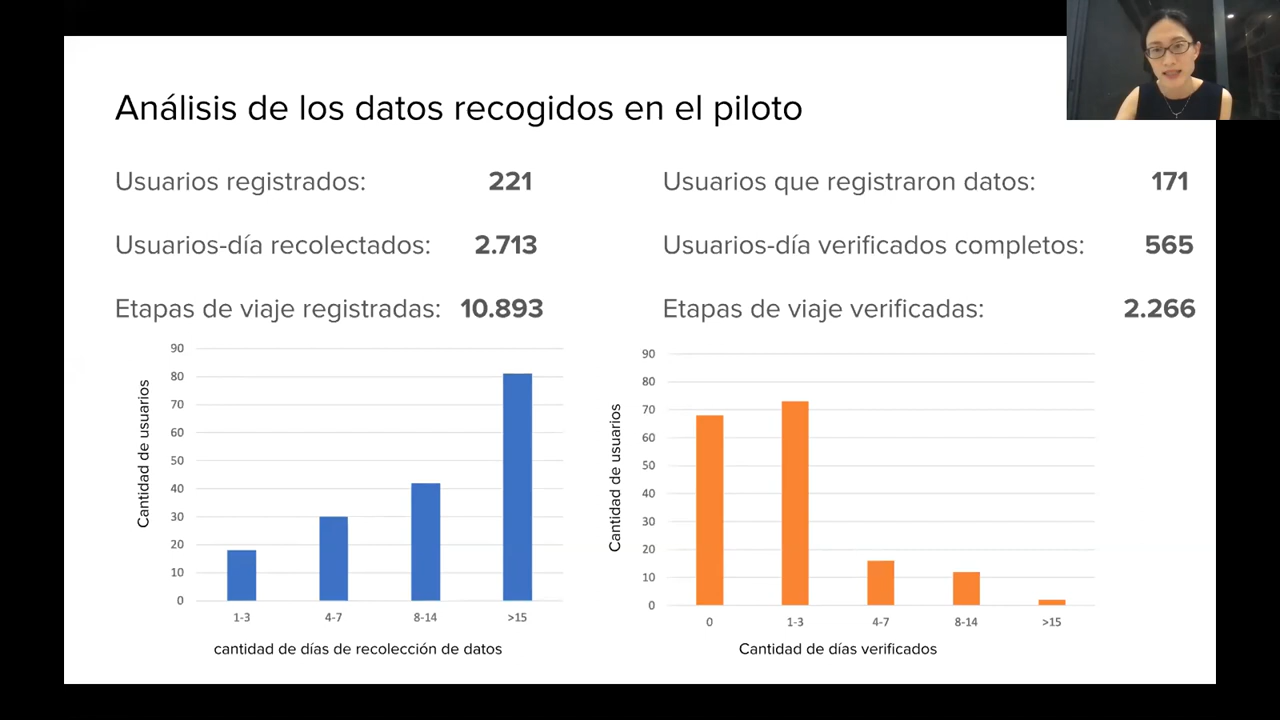 Análisis de los datos recogidos en el piloto
Usuarios registrados: 221
Usuarios que registraron datos: 171
Usuarios-día recolectados: 2.713
Usuarios-día verificados completos: 565
Etapas de viaje registradas: 10.893
Etapas de viaje verificadas: 2.266
Cantidad de usuarios
90
80
70
60
50
40
30
20
10
0
1-3 4-7 8-14 >15
cantidad de días de recolección de datos
Cantidad de usuarios
90
80
70
60
50
40
30
20
10
0
0 1-3 4-7 8-14 >15
Cantidad de días verificados